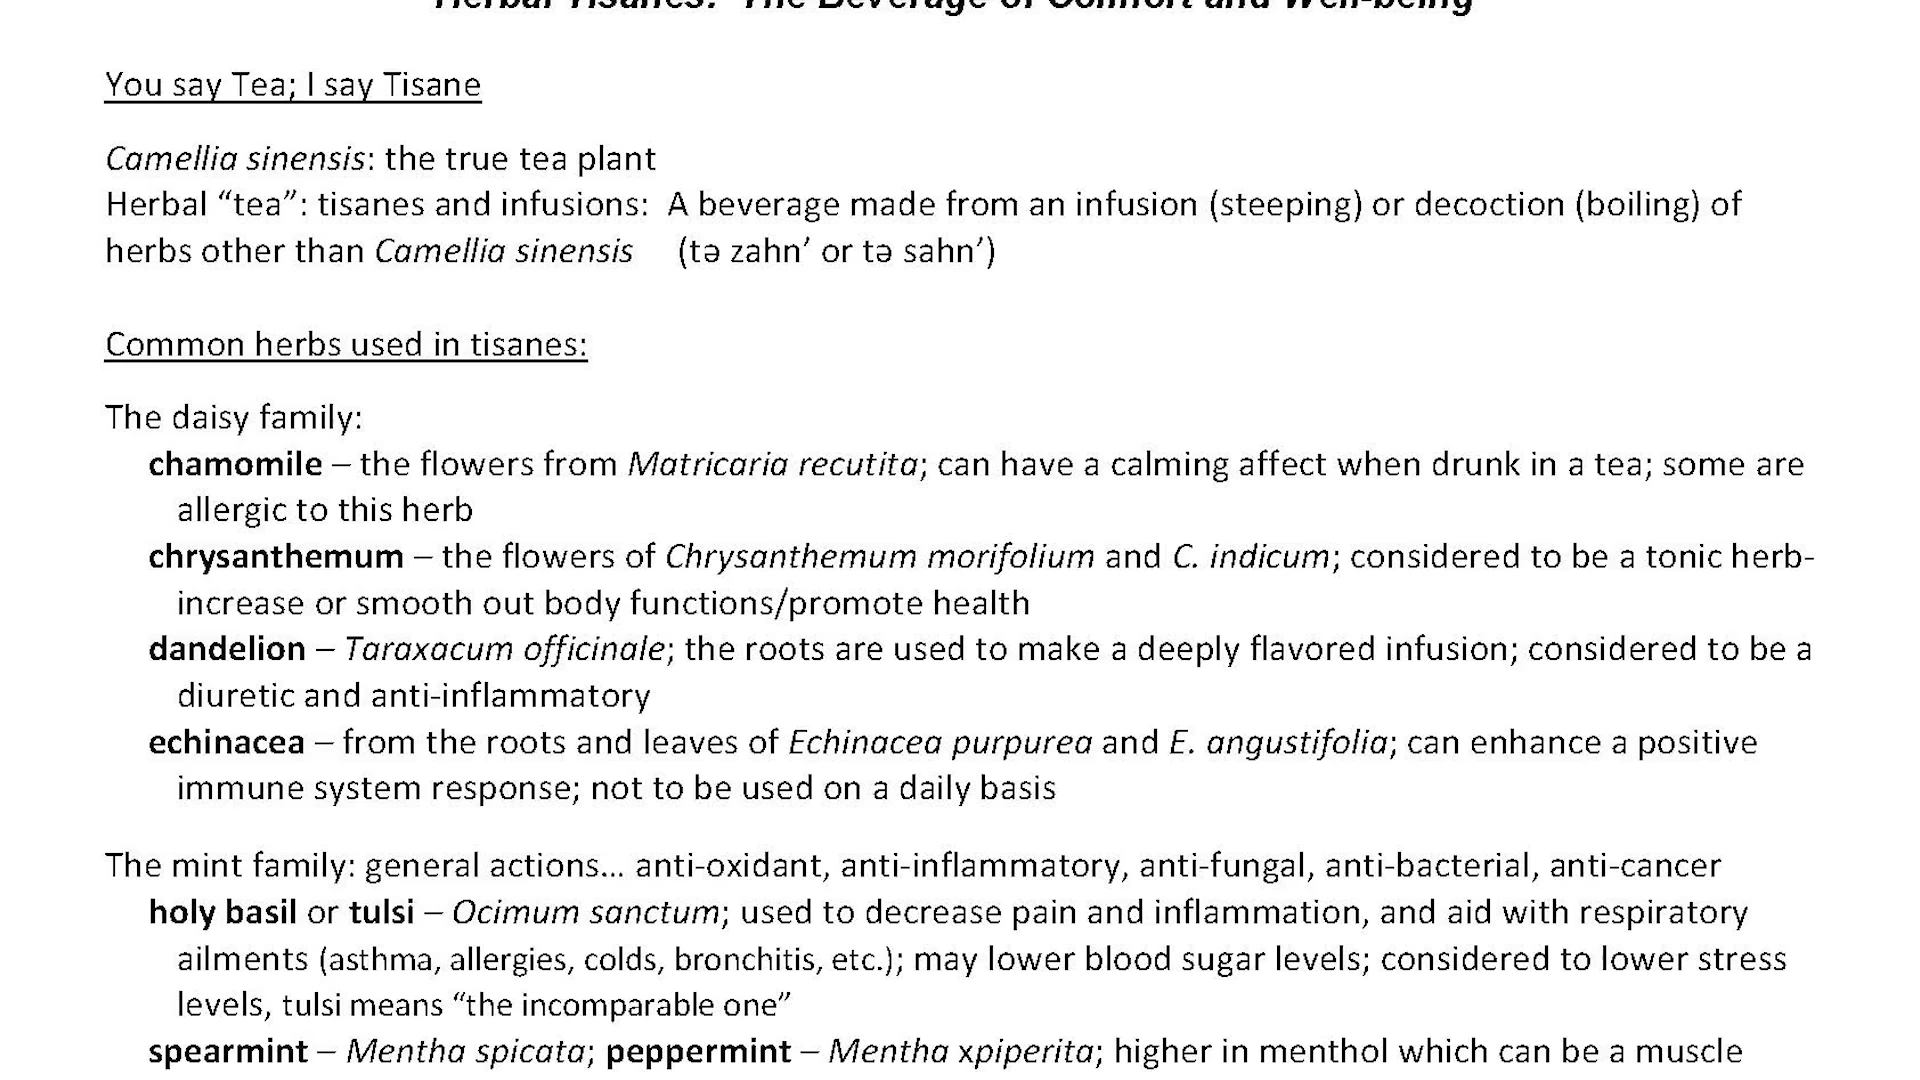 Herbal Tisanes: The Beverage of Comfort and Well-being
You say Tea; I say Tisane
Camellia sinensis: the true tea plant
Herbal “tea”: tisanes and infusions: A beverage made from an infusion (steeping) or decoction (boiling) of
herbs other than Camellia sinensis (tə zahn’ or tə sahn’)
Common herbs used in tisanes:
The daisy family:
chamomile – the flowers from Matricaria recutita; can have a calming affect when drunk in a tea; some are
allergic to this herb
chrysanthemum – the flowers of Chrysanthemum morifolium and C. indicum; considered to be a tonic herb-
increase or smooth out body functions/promote health
dandelion – Taraxacum officinale; the roots are used to make a deeply flavored infusion; considered to be a
diuretic and anti-inflammatory
echinacea – from the roots and leaves of Echinacea purpurea and E. angustifolia; can enhance a positive
immune system response; not to be used on a daily basis
The mint family: general actions... anti-oxidant, anti-inflammatory, anti-fungal, anti-bacterial, anti-cancer
holy basil or tulsi – Ocimum sanctum; used to decrease pain and inflammation, and aid with respiratory
ailments (asthma, allergies, colds, bronchitis, etc.); may lower blood sugar levels; considered to lower stress
levels, tulsi means “the incomparable one”
spearmint – Mentha spicata; peppermint – Mentha xpiperita; higher in menthol which can be a muscle